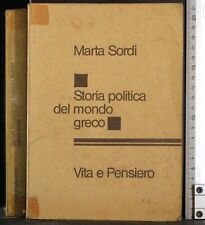 Marta Sordi
Storia politica
del mondo
greco
Vita e Pensiero